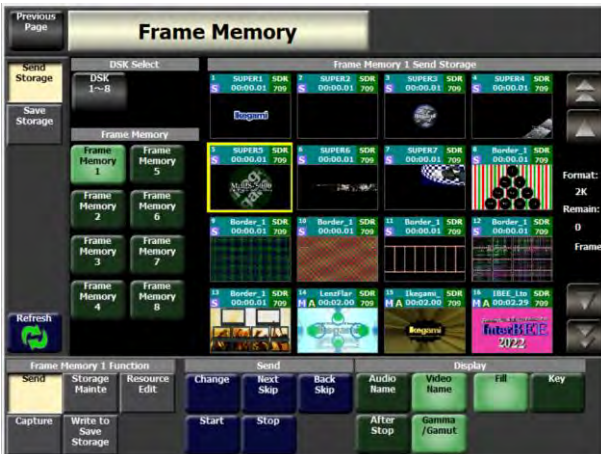 Previous
Page
Frame Memory
Send
Storage
Save
Storage
Refresh
DSK Select
DSK
1~8
Frame Memory
Frame
Memory
1
Frame
Memory
5
Frame
Memory
2
Frame
Memory
6
Frame
Memory
3
Frame
Memory
7
Frame
Memory
4
Frame
Memory
8
Frame Memory 1 Send Storage
1 SUPER1 SDR
S 00:00.01 709
Ikegami
2 SUPER2 SDR
S 00:00.01 709
3 SUPER3 SDR
S 00:00.01 709
4 SUPER4 SDR
S 00:00.01 709
5 SUPER5 SDR
S 00:00.01 709
6 SUPER6 SDR
S 00:00.01 709
7 SUPER7 SDR
S 00:00.01 709
8 Border_1 SDR
S 00:00.01 709
9 Border_1 SDR
S 00:00.01 709
10 Border_1 SDR
S 00:00.01 709
11 Border_1 SDR
S 00:00.01 709
12 Border_1 SDR
S 00:00.01 709
13 Border_1 SDR
S 00:00.01 709
14 LenzFlar SDR
M A 00:02.00 709
Ikegami
15 Ikegami_ SDR
M A 00:02.00 709
Ikegami
16 IBEE_Lto SDR
M A 00:02.29 709
InterBEE
2022
Format:
2K
Remain:
0
Frame
Frame Memory 1 Function
Send
Storage
Mainte
Resource
Edit
Capture
Write to
Save
Storage
Send
Change
Next
Skip
Back
Skip
Start
Stop
Display
Audio
Name
Video
Name
Fill
Key
After
Stop
Gamma
/Gamut